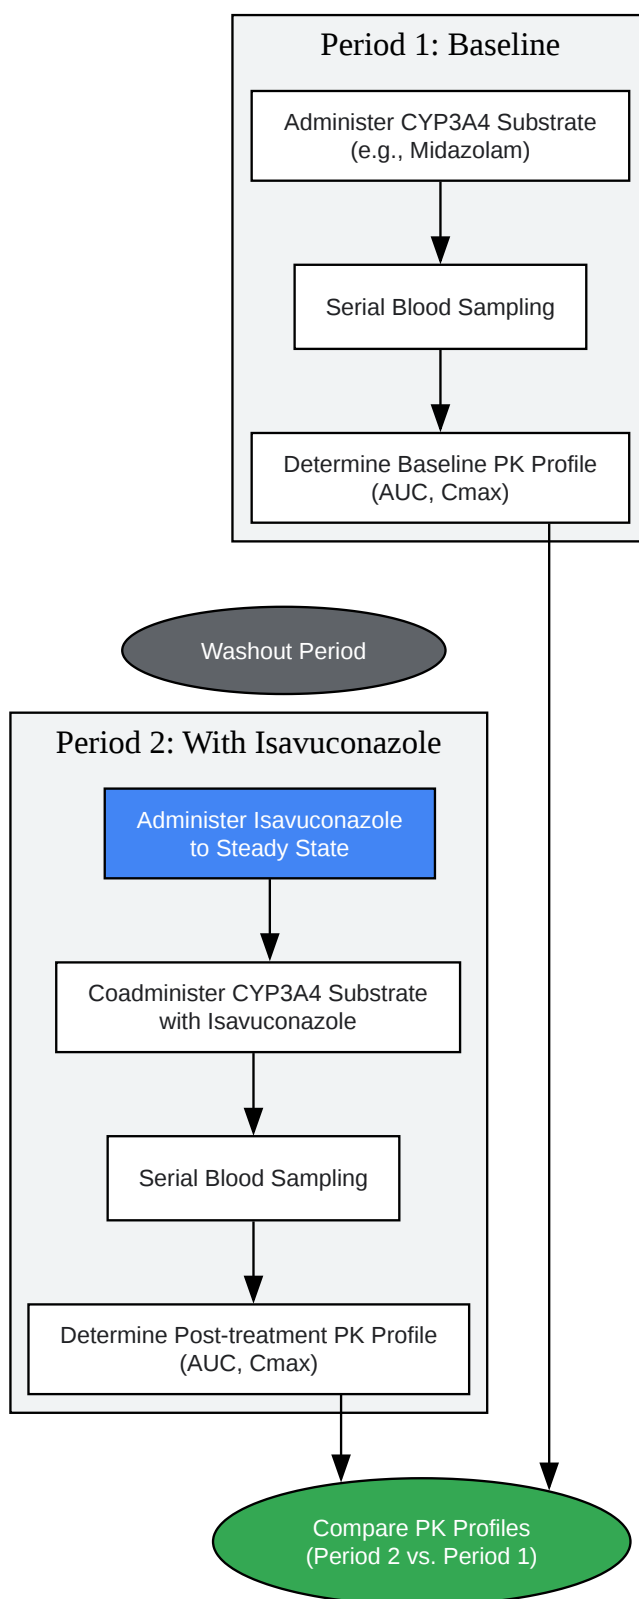 Period 1: Baseline
Administer CYP3A4 Substrate
(e.g., Midazolam)
Serial Blood Sampling
Determine Baseline PK Profile
(AUC, Cmax)
Washout Period
Period 2: With Isavuconazole
Administer Isavuconazole
to Steady State
Coadminister CYP3A4 Substrate
with Isavuconazole
Serial Blood Sampling
Determine Post-treatment PK Profile
(AUC, Cmax)
Compare PK Profiles
(Period 2 vs. Period 1)